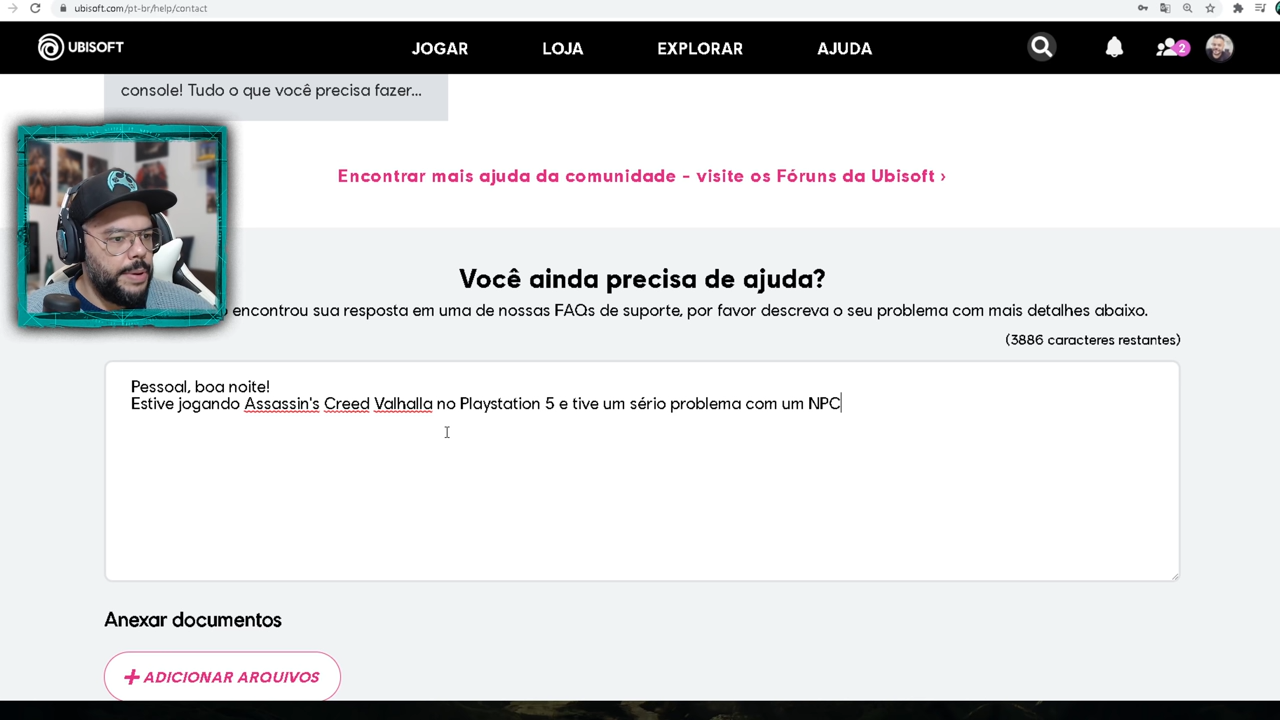 ubisoft.com/pt-br/help/contact
UBISOFT
JOGAR
LOJA
EXPLORAR
AJUDA
2
console! Tudo o que você precisa fazer...
Encontrar mais ajuda da comunidade - visite os Fóruns da Ubisoft ›
Você ainda precisa de ajuda?
encontrou sua resposta em uma de nossas FAQs de suporte, por favor descreva o seu problema com mais detalhes abaixo.
(3886 caracteres restantes)
Pessoal, boa noite!
Estive jogando Assassin's Creed Valhalla no Playstation 5 e tive um sério problema com um NPC
Anexar documentos
+ ADICIONAR ARQUIVOS